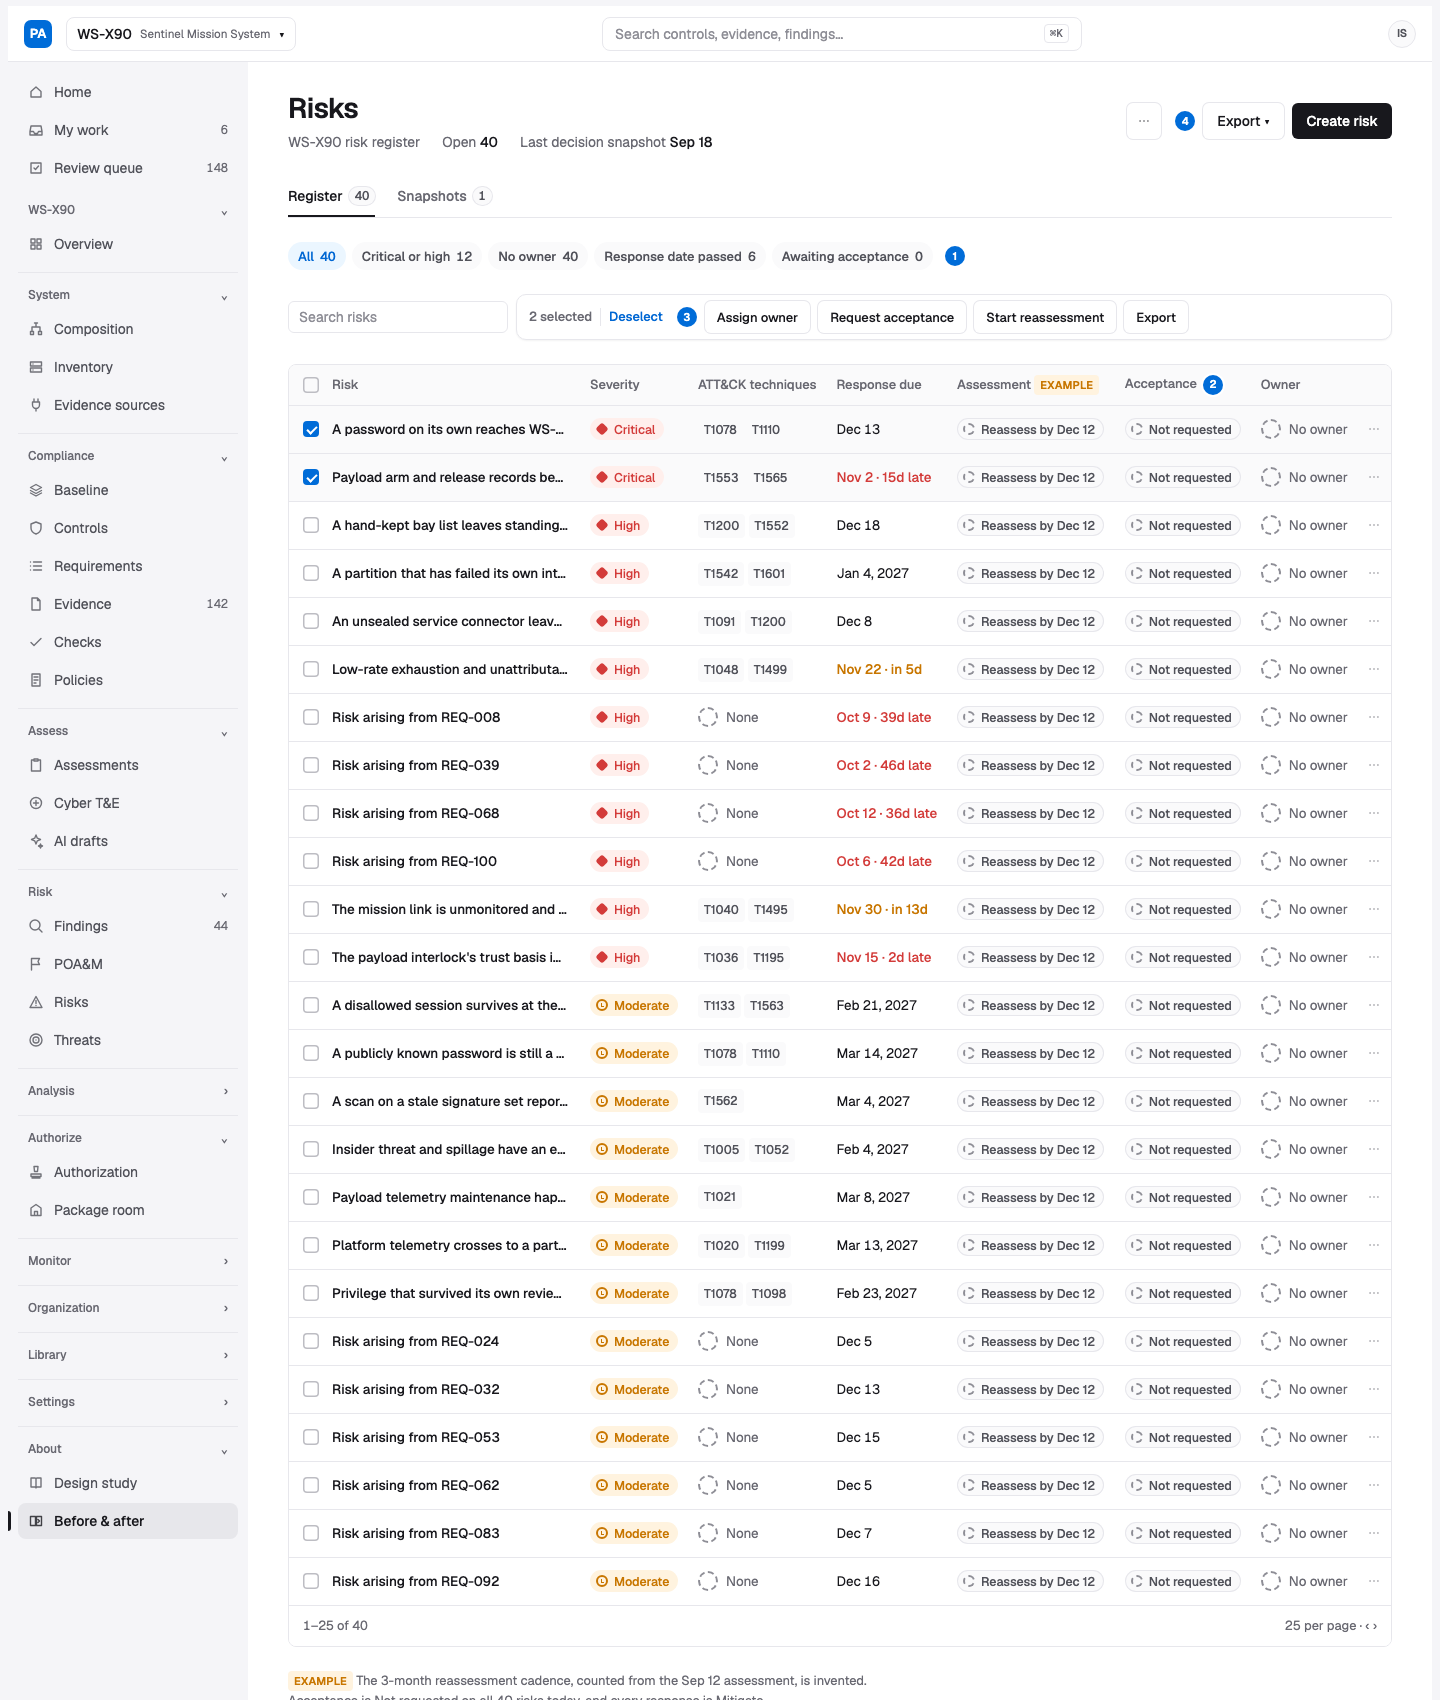 PA WS-X90 Sentinel Mission System ▾ Search controls, evidence, findings... ⌘K IS
Home
My work 6
Review queue 148
WS-X90
Overview
System
Composition
Inventory
Evidence sources
Compliance
Baseline
Controls
Requirements
Evidence 142
Checks
Policies
Assess
Assessments
Cyber T&E
AI drafts
Risk
Findings 44
POA&M
Risks
Threats
Analysis ›
Authorize
Authorization
Package room
Monitor ›
Organization ›
Library ›
Settings ›
About
Design study
Before & after
Risks
WS-X90 risk register Open 40 Last decision snapshot Sep 18
··· 4 Export ▾ Create risk
Register 40 Snapshots 1
All 40 Critical or high 12 No owner 40 Response date passed 6 Awaiting acceptance 0 1
Search risks 2 selected Deselect 3 Assign owner Request acceptance Start reassessment Export
Risk Severity ATT&CK techniques Response due Assessment EXAMPLE Acceptance 2 Owner
A password on its own reaches WS-... Critical T1078 T1110 Dec 13 Reassess by Dec 12 Not requested No owner ···
Payload arm and release records be... Critical T1553 T1565 Nov 2 · 15d late Reassess by Dec 12 Not requested No owner ···
A hand-kept bay list leaves standing... High T1200 T1552 Dec 18 Reassess by Dec 12 Not requested No owner ···
A partition that has failed its own int... High T1542 T1601 Jan 4, 2027 Reassess by Dec 12 Not requested No owner ···
An unsealed service connector leav... High T1091 T1200 Dec 8 Reassess by Dec 12 Not requested No owner ···
Low-rate exhaustion and unattributa... High T1048 T1499 Nov 22 · in 5d Reassess by Dec 12 Not requested No owner ···
Risk arising from REQ-008 High None Oct 9 · 39d late Reassess by Dec 12 Not requested No owner ···
Risk arising from REQ-039 High None Oct 2 · 46d late Reassess by Dec 12 Not requested No owner ···
Risk arising from REQ-068 High None Oct 12 · 36d late Reassess by Dec 12 Not requested No owner ···
Risk arising from REQ-100 High None Oct 6 · 42d late Reassess by Dec 12 Not requested No owner ···
The mission link is unmonitored and ... High T1040 T1495 Nov 30 · in 13d Reassess by Dec 12 Not requested No owner ···
The payload interlock's trust basis i... High T1036 T1195 Nov 15 · 2d late Reassess by Dec 12 Not requested No owner ···
A disallowed session survives at the... Moderate T1133 T1563 Feb 21, 2027 Reassess by Dec 12 Not requested No owner ···
A publicly known password is still a ... Moderate T1078 T1110 Mar 14, 2027 Reassess by Dec 12 Not requested No owner ···
A scan on a stale signature set repor... Moderate T1562 Mar 4, 2027 Reassess by Dec 12 Not requested No owner ···
Insider threat and spillage have an e... Moderate T1005 T1052 Feb 4, 2027 Reassess by Dec 12 Not requested No owner ···
Payload telemetry maintenance hap... Moderate T1021 Mar 8, 2027 Reassess by Dec 12 Not requested No owner ···
Platform telemetry crosses to a part... Moderate T1020 T1199 Mar 13, 2027 Reassess by Dec 12 Not requested No owner ···
Privilege that survived its own revie... Moderate T1078 T1098 Feb 23, 2027 Reassess by Dec 12 Not requested No owner ···
Risk arising from REQ-024 Moderate None Dec 5 Reassess by Dec 12 Not requested No owner ···
Risk arising from REQ-032 Moderate None Dec 13 Reassess by Dec 12 Not requested No owner ···
Risk arising from REQ-053 Moderate None Dec 15 Reassess by Dec 12 Not requested No owner ···
Risk arising from REQ-062 Moderate None Dec 5 Reassess by Dec 12 Not requested No owner ···
Risk arising from REQ-083 Moderate None Dec 7 Reassess by Dec 12 Not requested No owner ···
Risk arising from REQ-092 Moderate None Dec 16 Reassess by Dec 12 Not requested No owner ···
1–25 of 40 25 per page · ‹ ›
EXAMPLE The 3-month reassessment cadence, counted from the Sep 12 assessment, is invented.
Acceptance is Not requested on all 40 risks today, and every response is Mitigate.